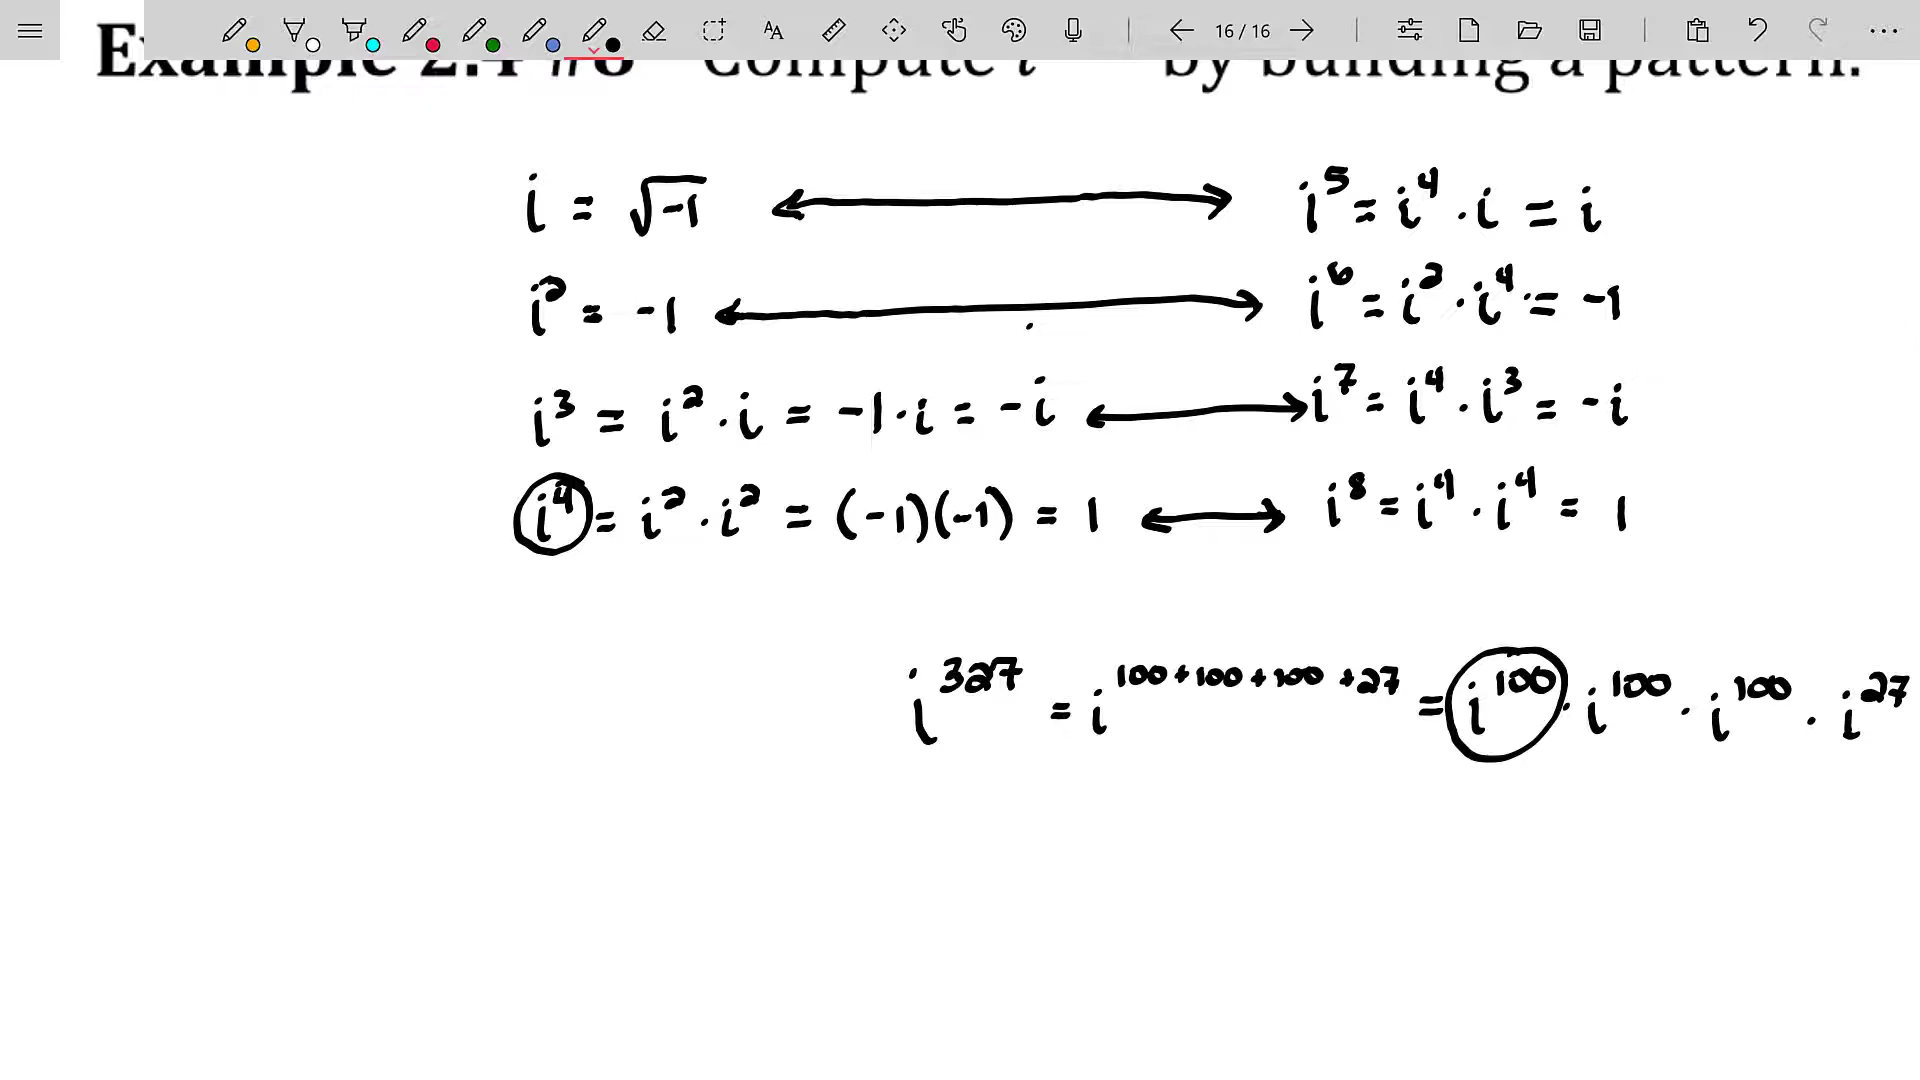 16 / 16
Example 2.4 #8 Compute i by building a pattern.
i = √-1 ⟷ i⁵ = i⁴ · i = i
i² = -1 ⟷ i⁶ = i² · i⁴ = -1
i³ = i² · i = -1 · i = -i ⟷ i⁷ = i⁴ · i³ = -i
i⁴ = i² · i² = (-1)(-1) = 1 ⟷ i⁸ = i⁴ · i⁴ = 1
i³²⁷ = i¹⁰⁰⁺¹⁰⁰⁺¹⁰⁰⁺²⁷ = i¹⁰⁰ · i¹⁰⁰ · i¹⁰⁰ · i²⁷